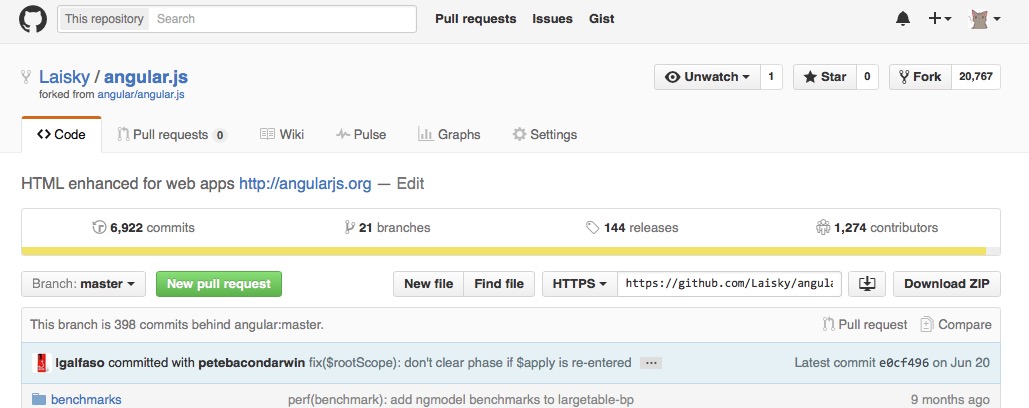 This repository Search Pull requests Issues Gist
Laisky / angular.js Unwatch 1 Star 0 Fork 20,767
forked from angular/angular.js
Code Pull requests 0 Wiki Pulse Graphs Settings
HTML enhanced for web apps http://angularjs.org — Edit
6,922 commits 21 branches 144 releases 1,274 contributors
Branch: master New pull request New file Find file HTTPS https://github.com/Laisky/angula Download ZIP
This branch is 398 commits behind angular:master. Pull request Compare
lgalfaso committed with petebacondarwin fix($rootScope): don't clear phase if $apply is re-entered ... Latest commit e0cf496 on Jun 20
benchmarks perf(benchmark): add ngmodel benchmarks to largetable-bp 9 months ago